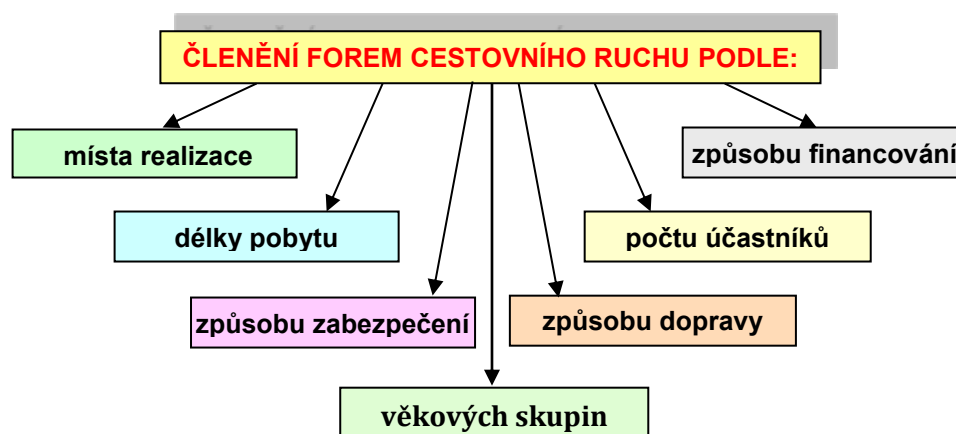 ČLENĚNÍ FOREM CESTOVNÍHO RUCHU PODLE:
místa realizace
způsobu financování
délky pobytu
počtu účastníků
způsobu zabezpečení
způsobu dopravy
věkových skupin